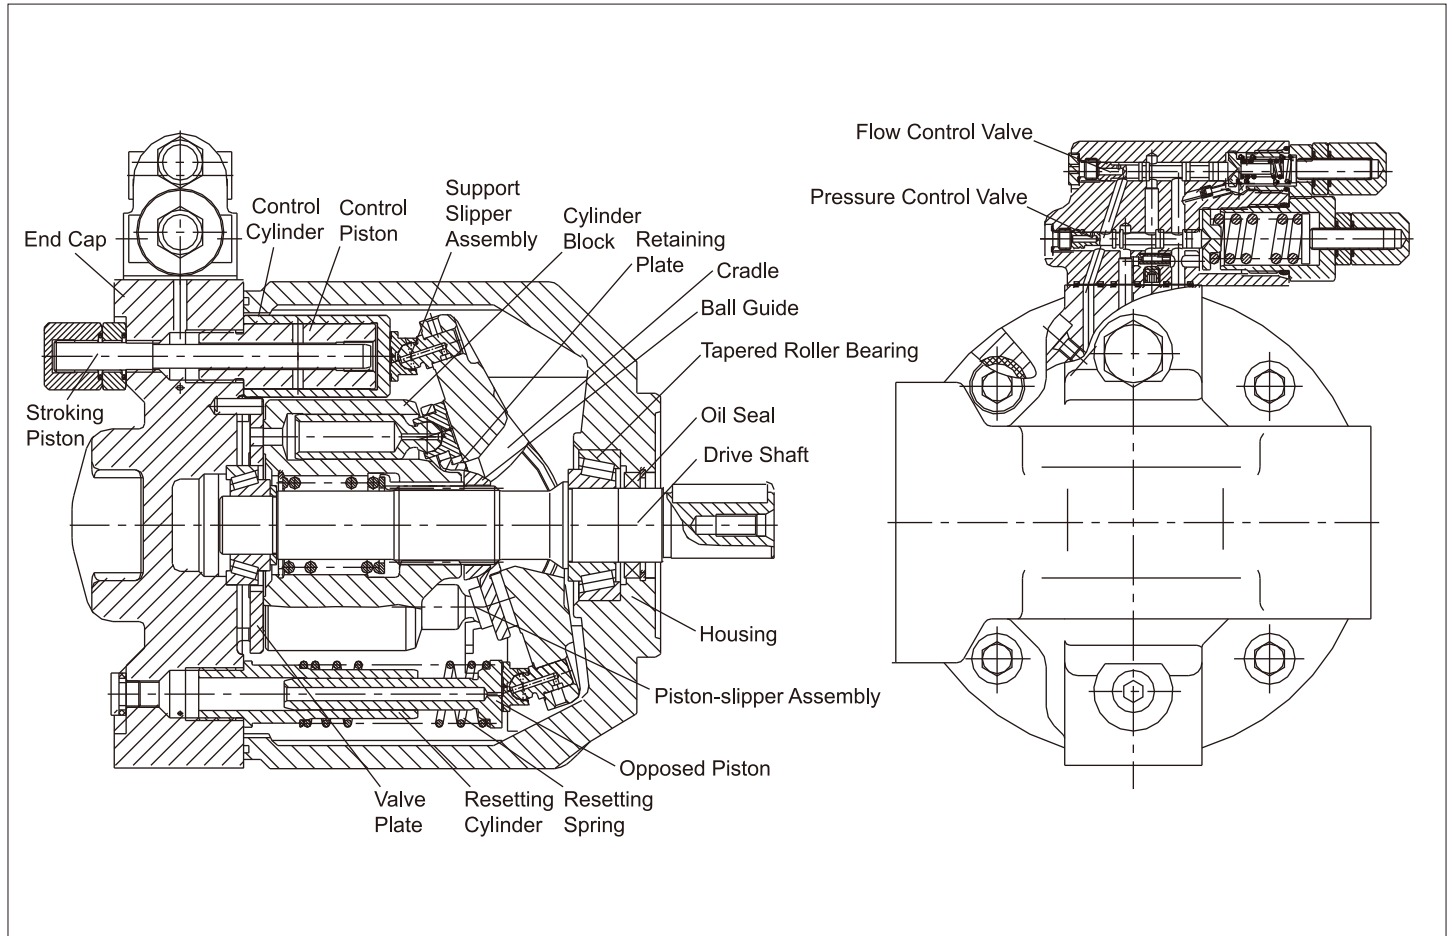 Support
Slipper
Assembly
Control
Cylinder
Control
Piston
Cylinder
Block
Retaining
Plate
End Cap
Cradle
Ball Guide
Tapered Roller Bearing
Stroking
Piston
Oil Seal
Drive Shaft
Housing
Piston-slipper Assembly
Opposed Piston
Valve
Plate
Resetting
Cylinder
Resetting
Spring
Flow Control Valve
Pressure Control Valve